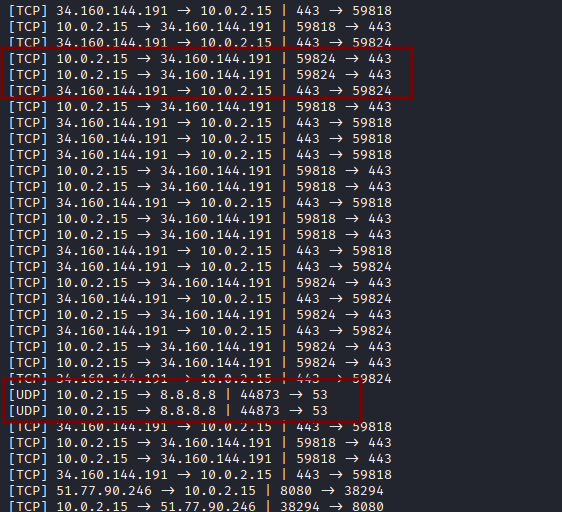 [TCP] 34.160.144.191 → 10.0.2.15 | 443 → 59818
[TCP] 10.0.2.15 → 34.160.144.191 | 59818 → 443
[TCP] 34.160.144.191 → 10.0.2.15 | 443 → 59824
[TCP] 10.0.2.15 → 34.160.144.191 | 59824 → 443
[TCP] 10.0.2.15 → 34.160.144.191 | 59824 → 443
[TCP] 34.160.144.191 → 10.0.2.15 | 443 → 59824
[TCP] 10.0.2.15 → 34.160.144.191 | 59818 → 443
[TCP] 34.160.144.191 → 10.0.2.15 | 443 → 59818
[TCP] 34.160.144.191 → 10.0.2.15 | 443 → 59818
[TCP] 34.160.144.191 → 10.0.2.15 | 443 → 59818
[TCP] 10.0.2.15 → 34.160.144.191 | 59818 → 443
[TCP] 10.0.2.15 → 34.160.144.191 | 59818 → 443
[TCP] 34.160.144.191 → 10.0.2.15 | 443 → 59818
[TCP] 10.0.2.15 → 34.160.144.191 | 59818 → 443
[TCP] 10.0.2.15 → 34.160.144.191 | 59818 → 443
[TCP] 34.160.144.191 → 10.0.2.15 | 443 → 59818
[TCP] 34.160.144.191 → 10.0.2.15 | 443 → 59824
[TCP] 10.0.2.15 → 34.160.144.191 | 59824 → 443
[TCP] 34.160.144.191 → 10.0.2.15 | 443 → 59824
[TCP] 10.0.2.15 → 34.160.144.191 | 59824 → 443
[TCP] 34.160.144.191 → 10.0.2.15 | 443 → 59824
[TCP] 10.0.2.15 → 34.160.144.191 | 59824 → 443
[TCP] 10.0.2.15 → 34.160.144.191 | 59824 → 443
[TCP] 34.160.144.191 → 10.0.2.15 | 443 → 59824
[UDP] 10.0.2.15 → 8.8.8.8 | 44873 → 53
[UDP] 10.0.2.15 → 8.8.8.8 | 44873 → 53
[TCP] 34.160.144.191 → 10.0.2.15 | 443 → 59818
[TCP] 10.0.2.15 → 34.160.144.191 | 59818 → 443
[TCP] 10.0.2.15 → 34.160.144.191 | 59818 → 443
[TCP] 34.160.144.191 → 10.0.2.15 | 443 → 59818
[TCP] 51.77.90.246 → 10.0.2.15 | 8080 → 38294
[TCP] 10.0.2.15 → 51.77.90.246 | 38294 → 8080